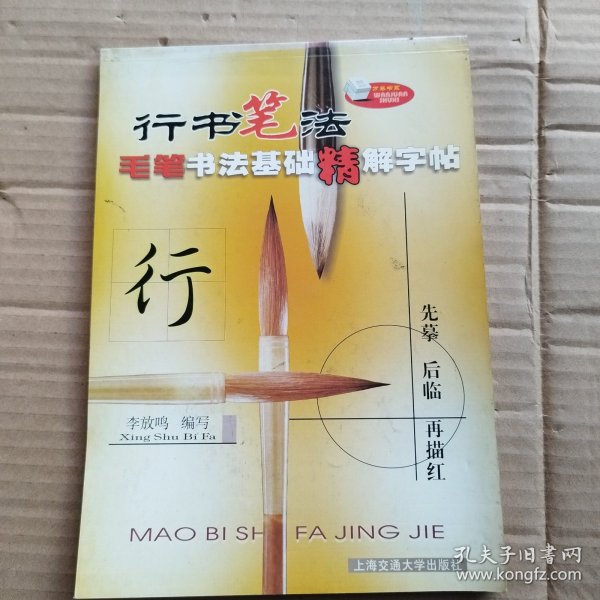 WANJUAN
SHUXI
行书笔法
毛笔书法基础精解字帖
行
先摹 后临 再描红
李放鸣 编写
Xing Shu Bi Fa
MAO BI SH FA JING JIE
上海交通大学出版社
孔夫子旧书网
www.kongfz.com